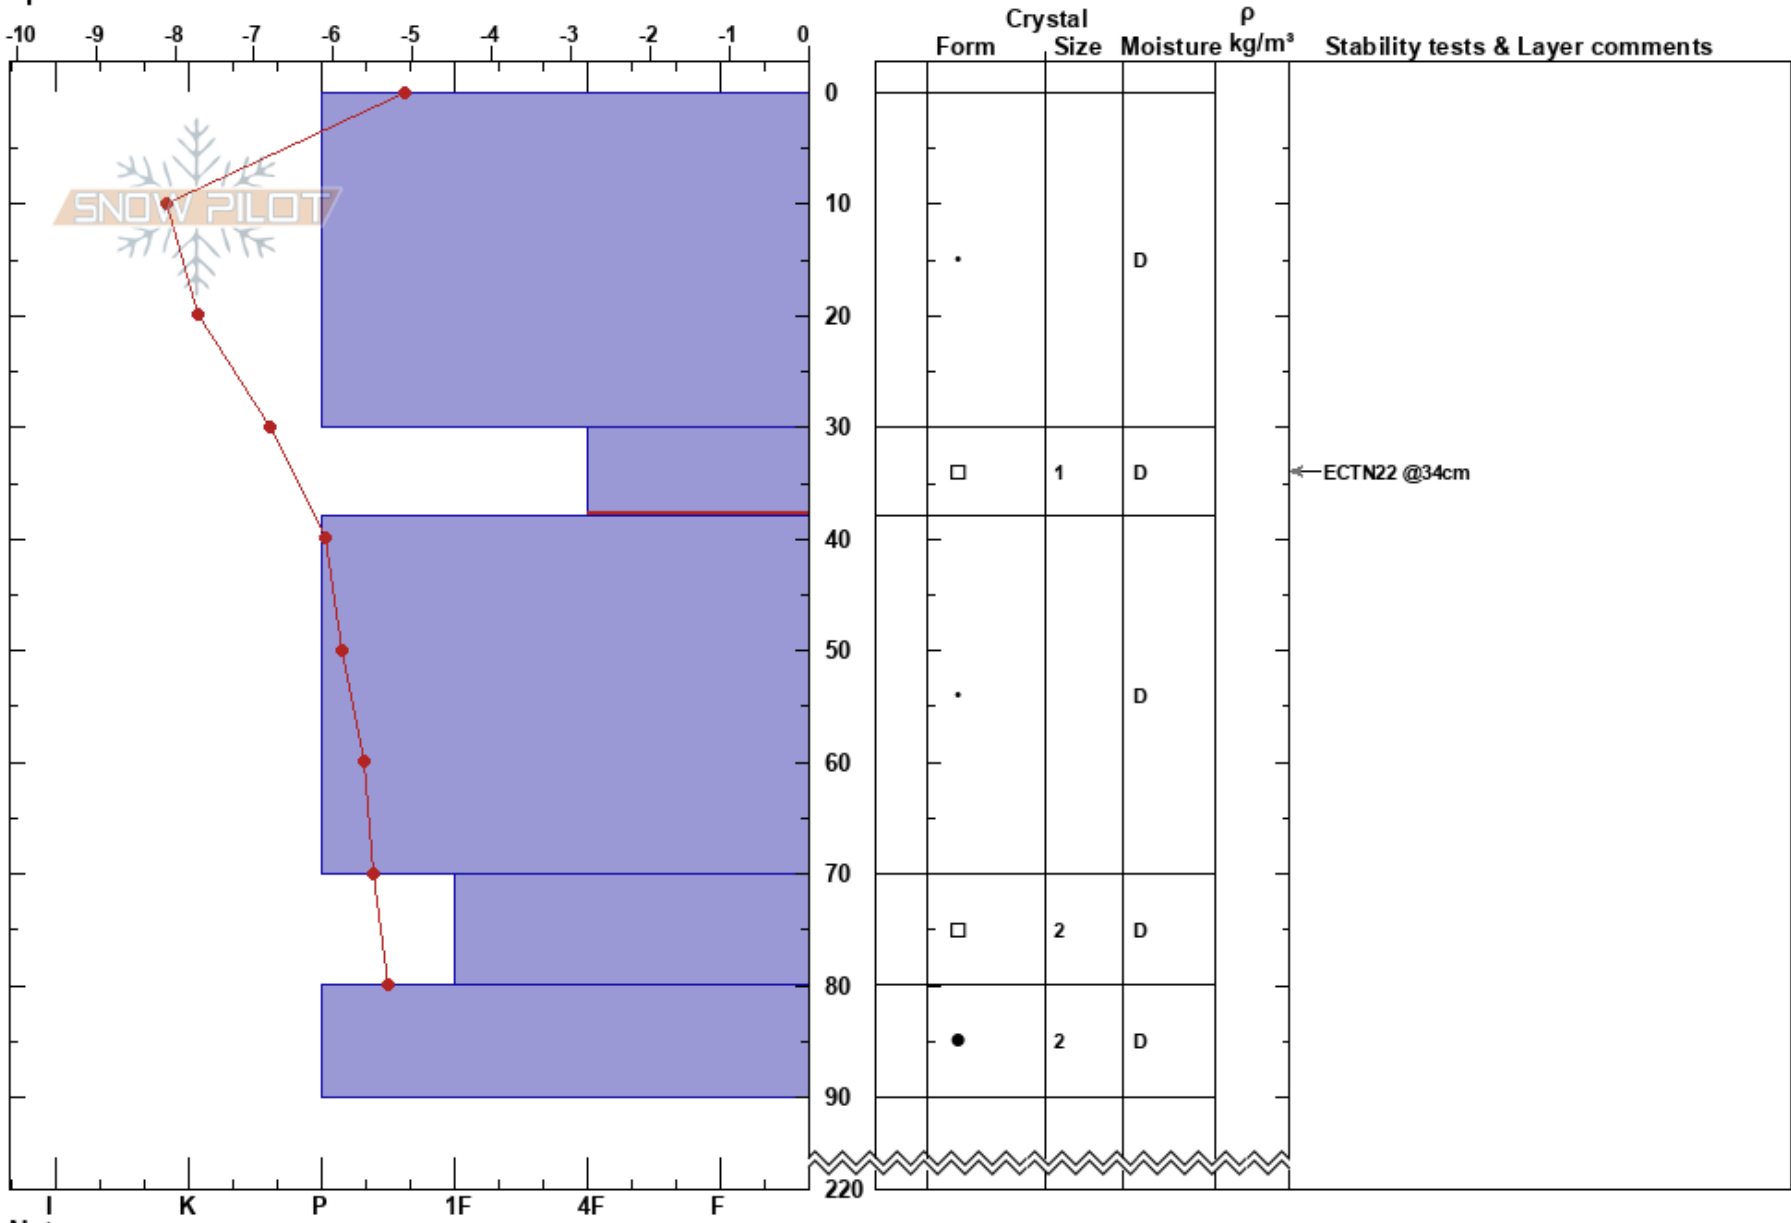 Crystal ρ
-10 -9 -8 -7 -6 -5 -4 -3 -2 -1 0
Form Size Moisture kg/m³ Stability tests & Layer comments
0
SNOW PILOT
10
D
20
30
1 D
ECTN22 @34cm
40
50
D
60
70
2 D
80
2 D
90
220
I K P 1F 4F F